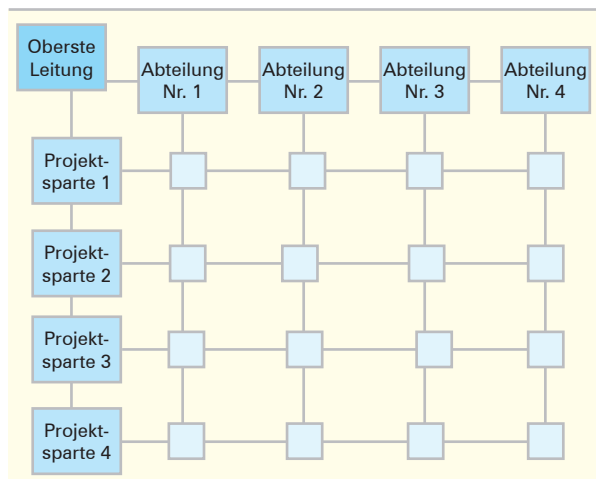 Oberste
Leitung
Abteilung
Nr. 1
Abteilung
Nr. 2
Abteilung
Nr. 3
Abteilung
Nr. 4
Projekt-
sparte 1
Projekt-
sparte 2
Projekt-
sparte 3
Projekt-
sparte 4